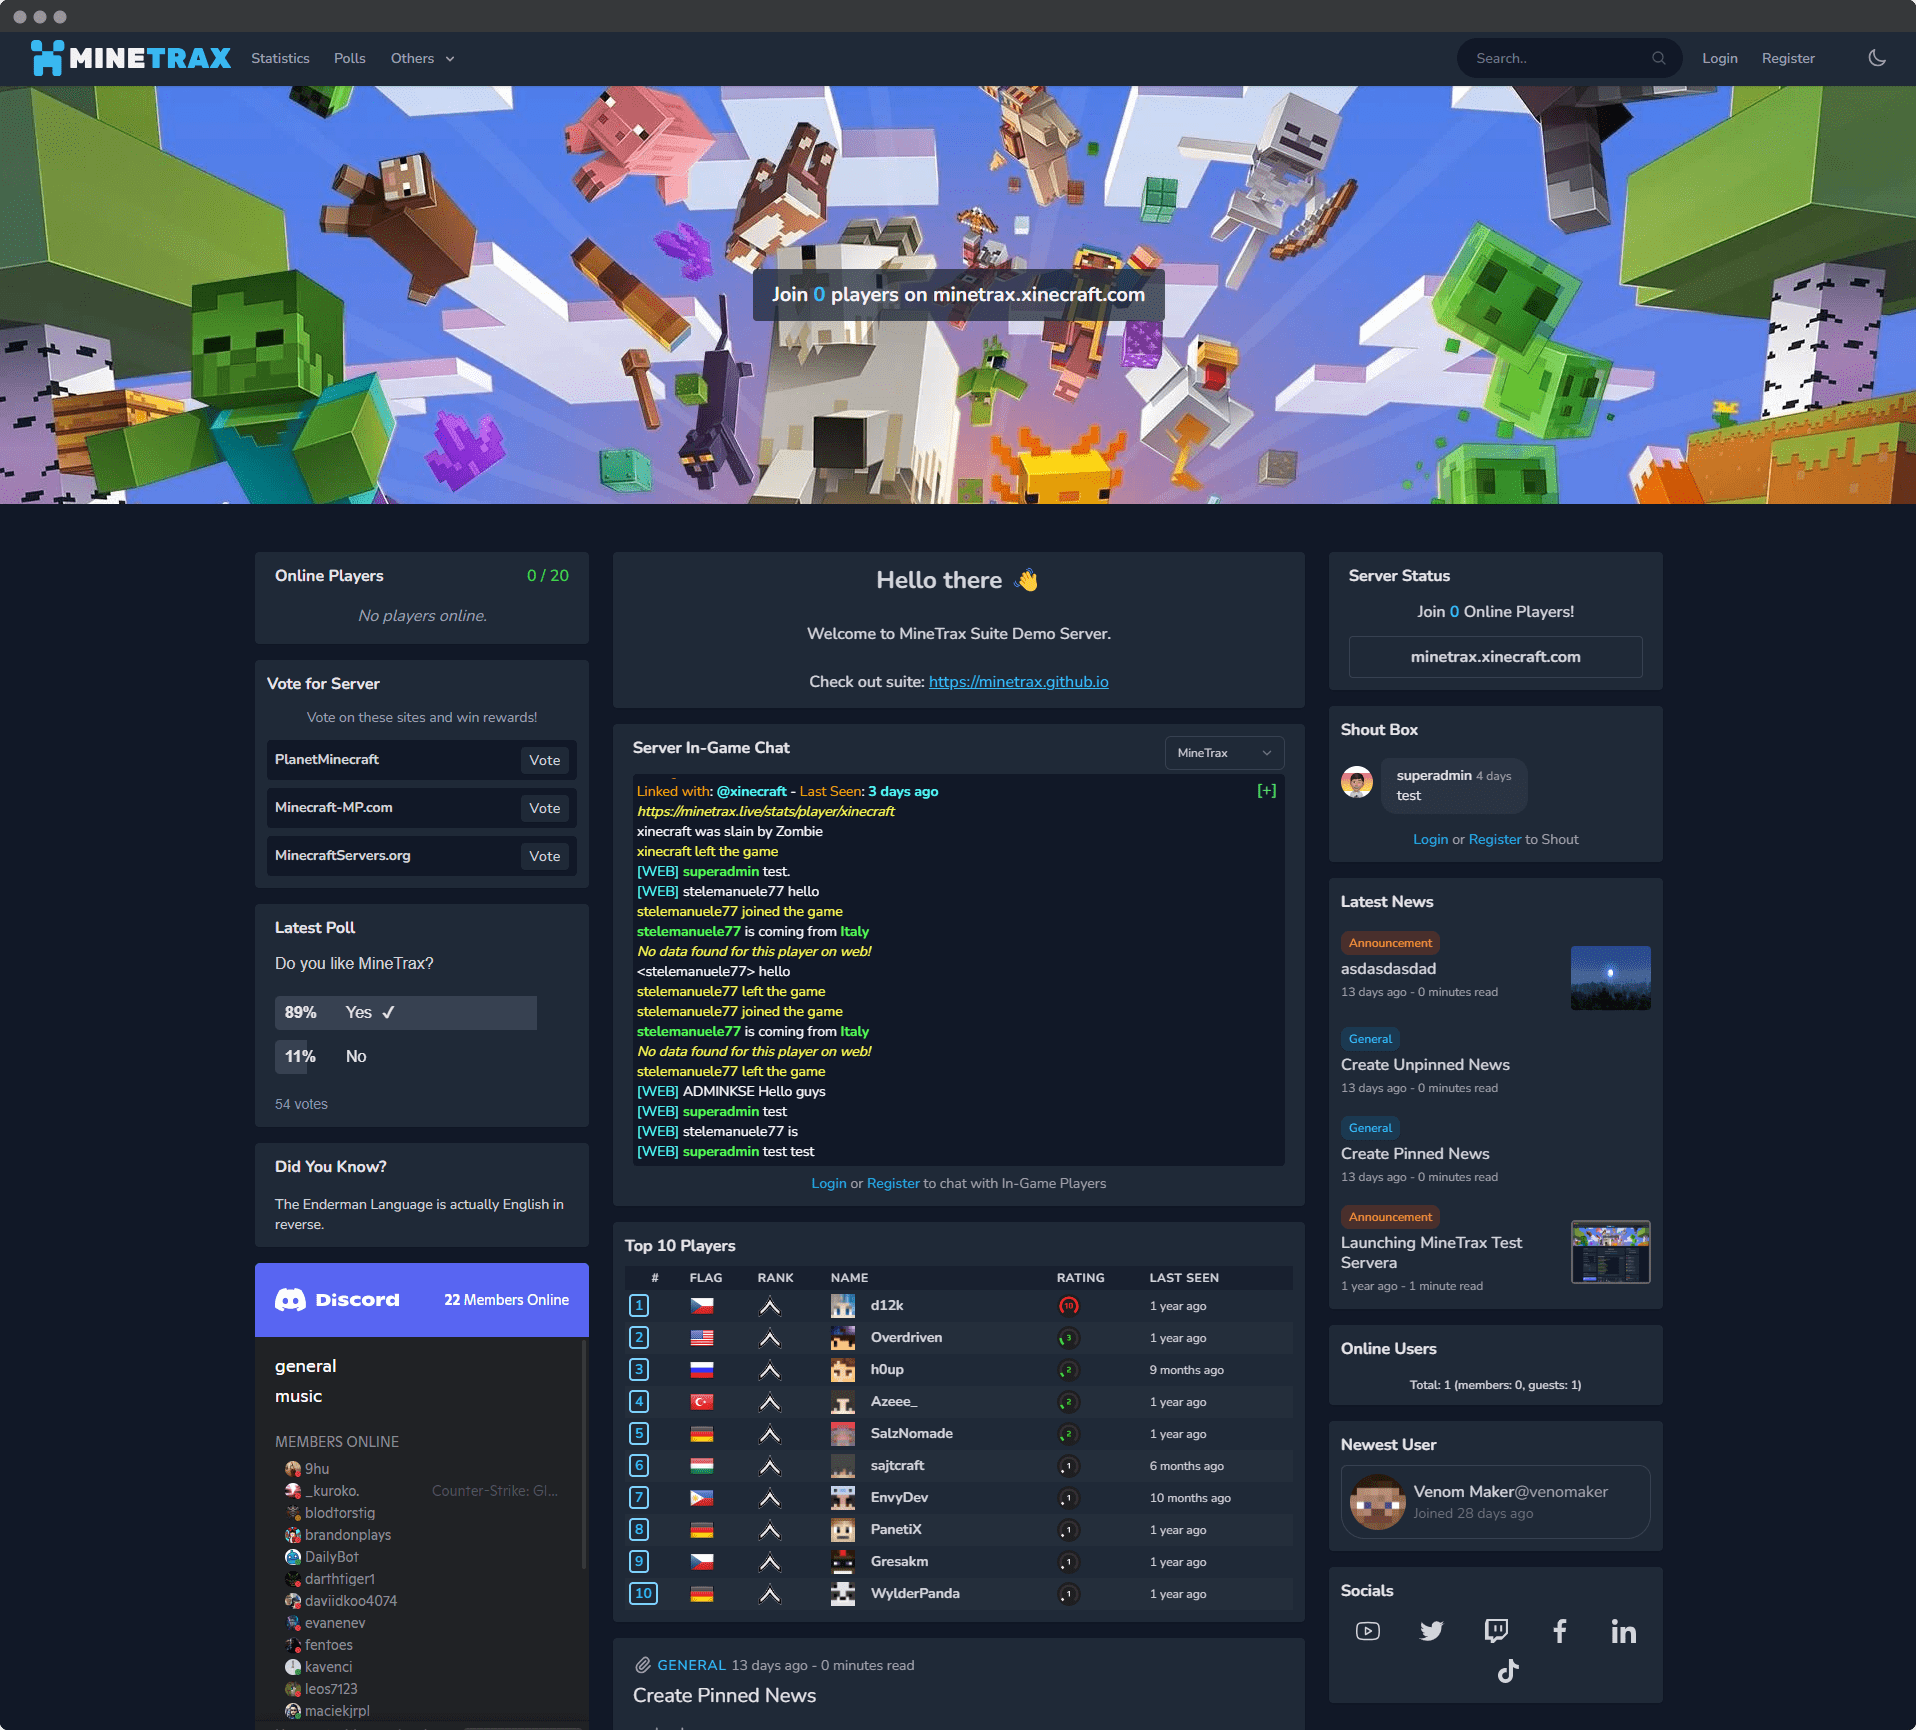 MINETRAX
Statistics
Polls
Others
Search..
Login
Register
Join 0 players on minetrax.xinecraft.com
Online Players
0 / 20
No players online.
Vote for Server
Vote on these sites and win rewards!
PlanetMinecraft
Vote
Minecraft-MP.com
Vote
MinecraftServers.org
Vote
Latest Poll
Do you like MineTrax?
89% Yes ✓
11% No
54 votes
Did You Know?
The Enderman Language is actually English in
reverse.
Discord
22 Members Online
general
music
MEMBERS ONLINE
9hu
_kuroko.
Counter-Strike: Gl...
blodtorstig
brandonplays
DailyBot
darthtiger1
daviidkoo4074
evanenev
fentoes
kavenci
leos7123
maciekjrpl
Hello there 👋
Welcome to MineTrax Suite Demo Server.
Check out suite: https://minetrax.github.io
Server In-Game Chat
MineTrax
Linked with: @xinecraft - Last Seen: 3 days ago
[+]
https://minetrax.live/stats/player/xinecraft
xinecraft was slain by Zombie
xinecraft left the game
[WEB] superadmin test.
[WEB] stelemanuele77 hello
stelemanuele77 joined the game
stelemanuele77 is coming from Italy
No data found for this player on web!
<stelemanuele77> hello
stelemanuele77 left the game
stelemanuele77 joined the game
stelemanuele77 is coming from Italy
No data found for this player on web!
stelemanuele77 left the game
[WEB] ADMINKSE Hello guys
[WEB] superadmin test
[WEB] stelemanuele77 is
[WEB] superadmin test test
Login or Register to chat with In-Game Players
Top 10 Players
# FLAG RANK NAME RATING LAST SEEN
1 d12k 10 1 year ago
2 Overdriven 3 1 year ago
3 h0up 2 9 months ago
4 Azeee_ 2 1 year ago
5 SalzNomade 2 1 year ago
6 sajtcraft 1 6 months ago
7 EnvyDev 1 10 months ago
8 PanetiX 1 1 year ago
9 Gresakm 1 1 year ago
10 WylderPanda 1 1 year ago
GENERAL 13 days ago - 0 minutes read
Create Pinned News
Server Status
Join 0 Online Players!
minetrax.xinecraft.com
Shout Box
superadmin 4 days
test
Login or Register to Shout
Latest News
Announcement
asdasdasdad
13 days ago - 0 minutes read
General
Create Unpinned News
13 days ago - 0 minutes read
General
Create Pinned News
13 days ago - 0 minutes read
Announcement
Launching MineTrax Test
Servera
1 year ago - 1 minute read
Online Users
Total: 1 (members: 0, guests: 1)
Newest User
Venom Maker@venomaker
Joined 28 days ago
Socials